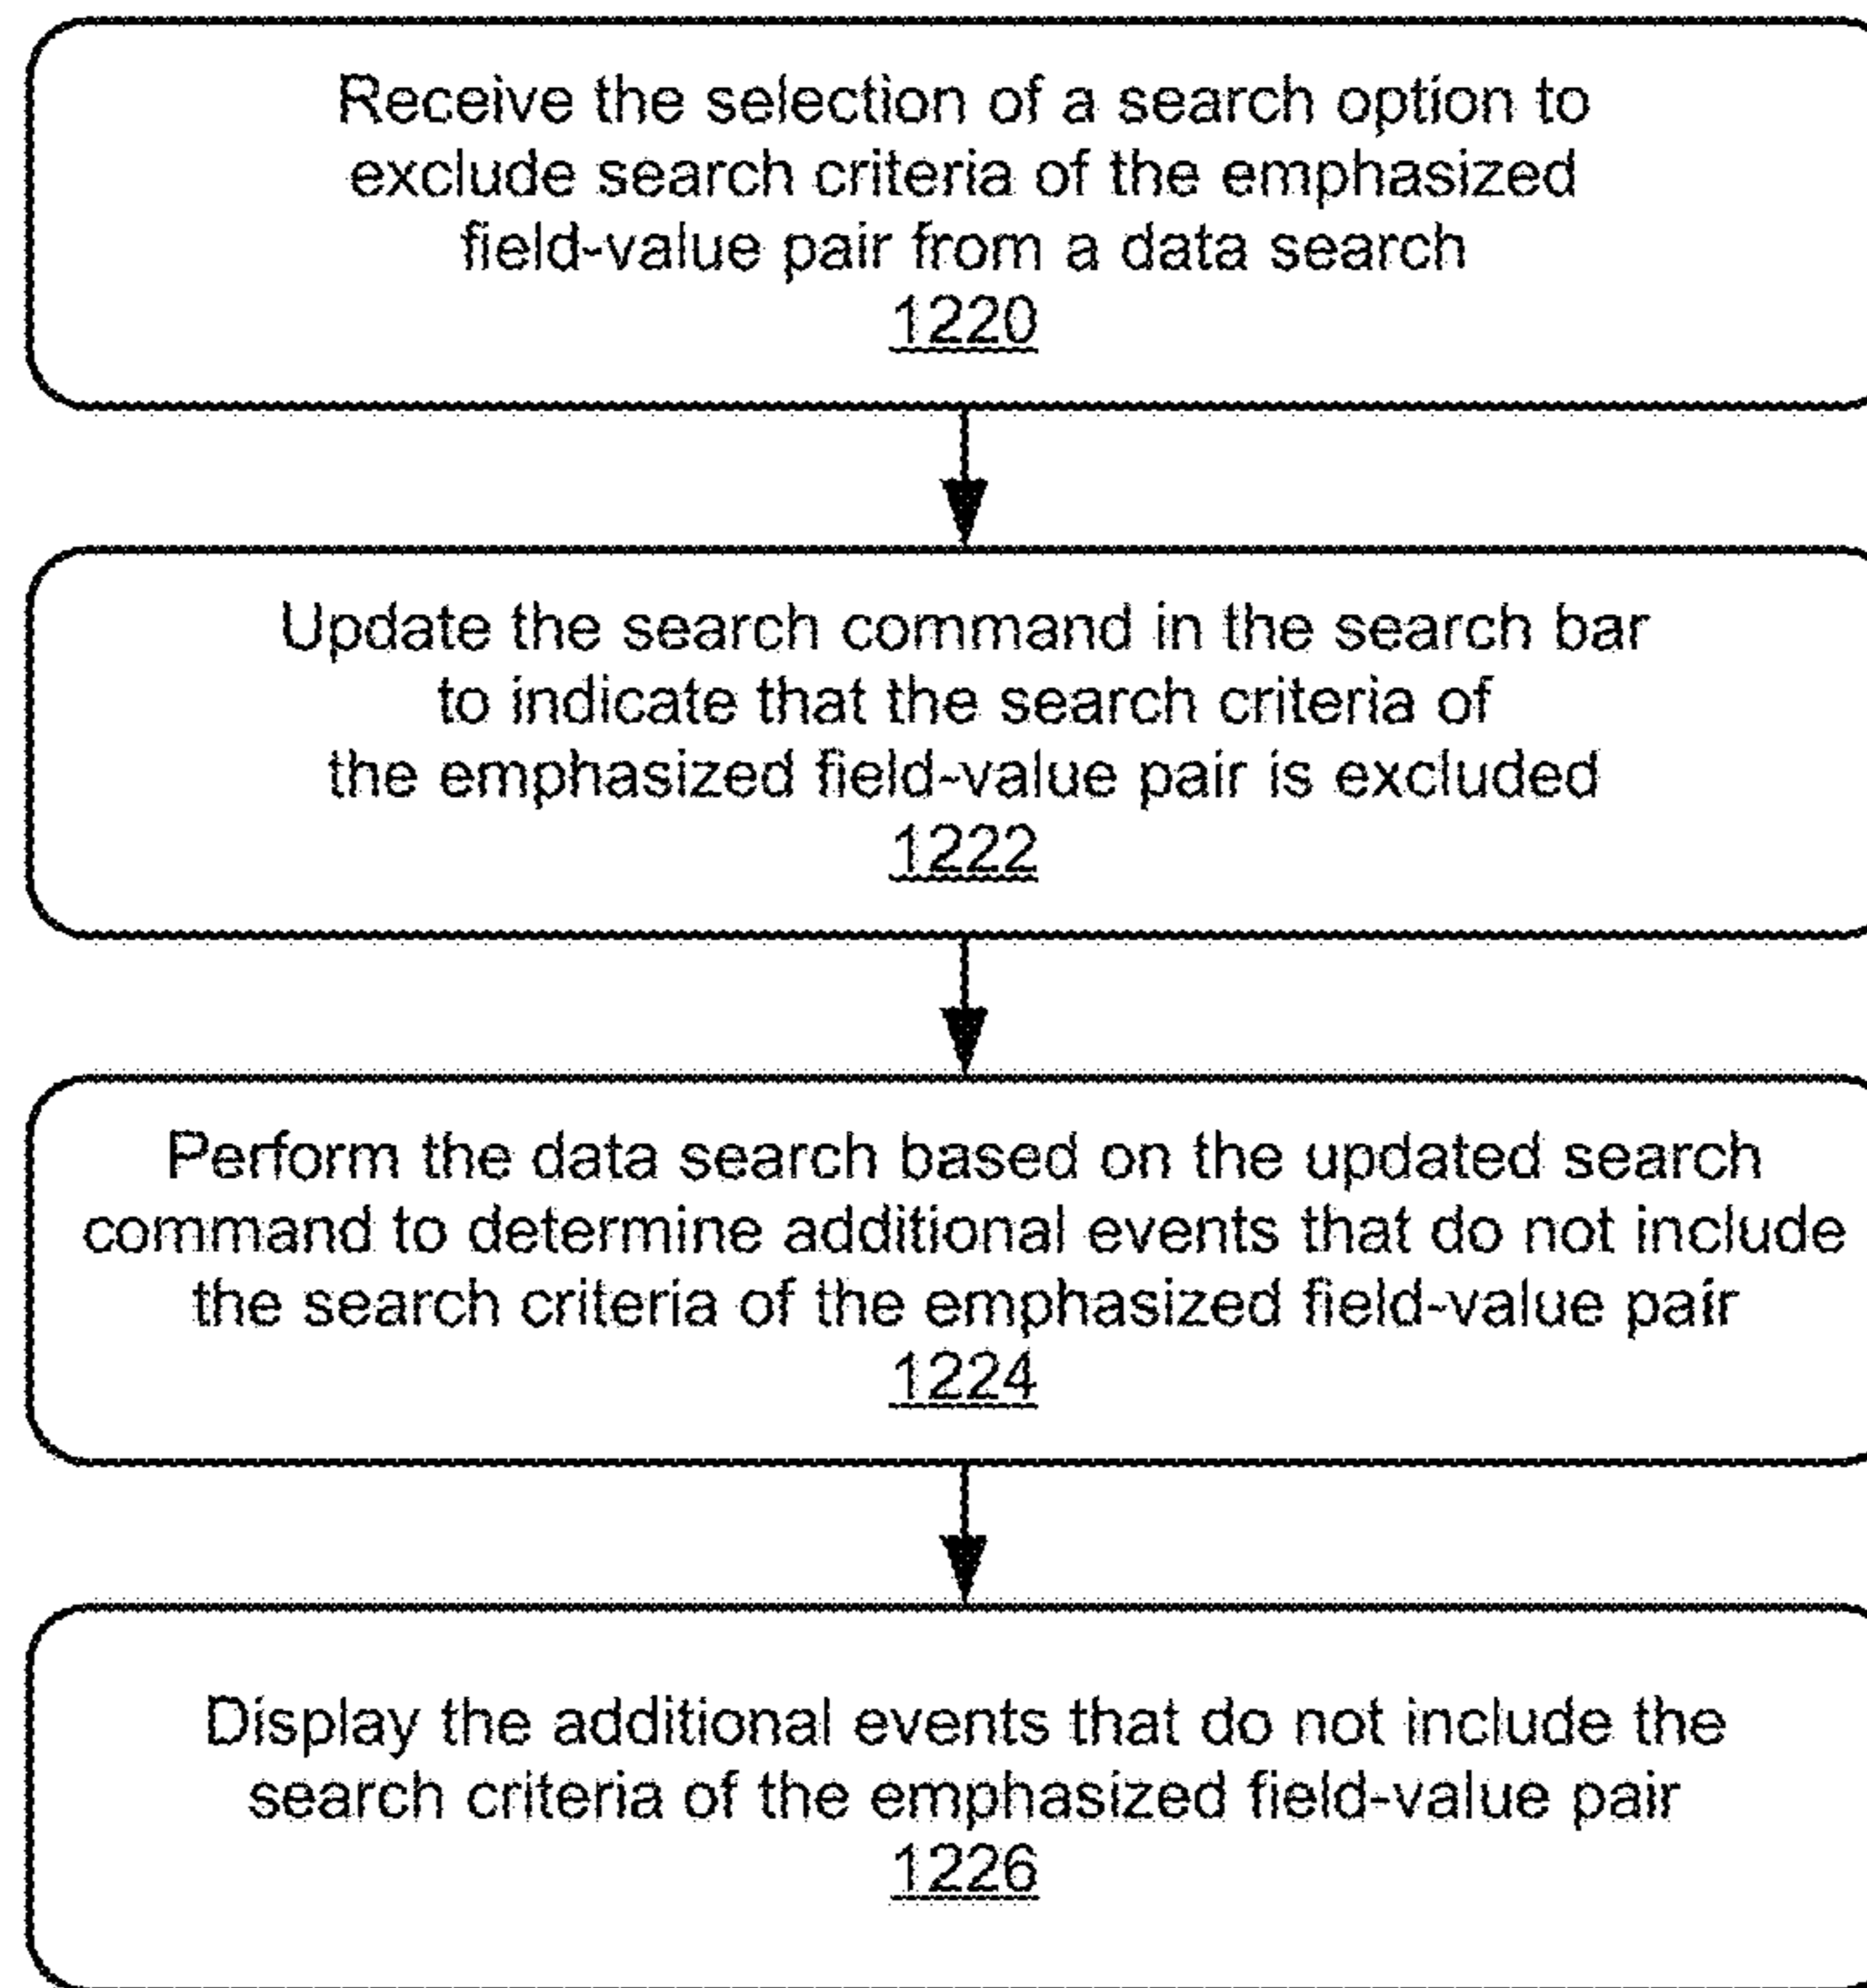 Receive the selection of a search option to
exclude search criteria of the emphasized
field-value pair from a data search
1220
Update the search command in the search bar
to indicate that the search criteria of
the emphasized field-value pair is excluded
1222
Perform the data search based on the updated search
command to determine additional events that do not include
the search criteria of the emphasized field-value pair
1224
Display the additional events that do not include the
search criteria of the emphasized field-value pair
1226